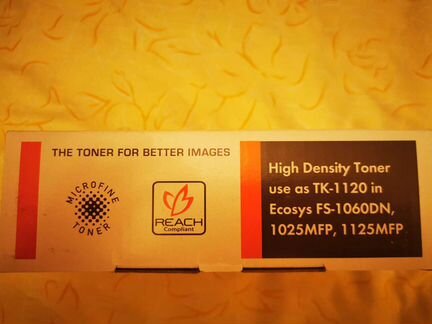 THE TONER FOR BETTER IMAGES
MICROFINE
TONER
REACH
Compliant
High Density Toner
use as TK-1120 in
Ecosys FS-1060DN,
1025MFP, 1125MFP